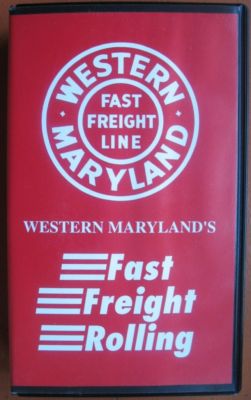 WESTERN
FAST
FREIGHT
LINE
MARYLAND
WESTERN MARYLAND'S
Fast
Freight
Rolling